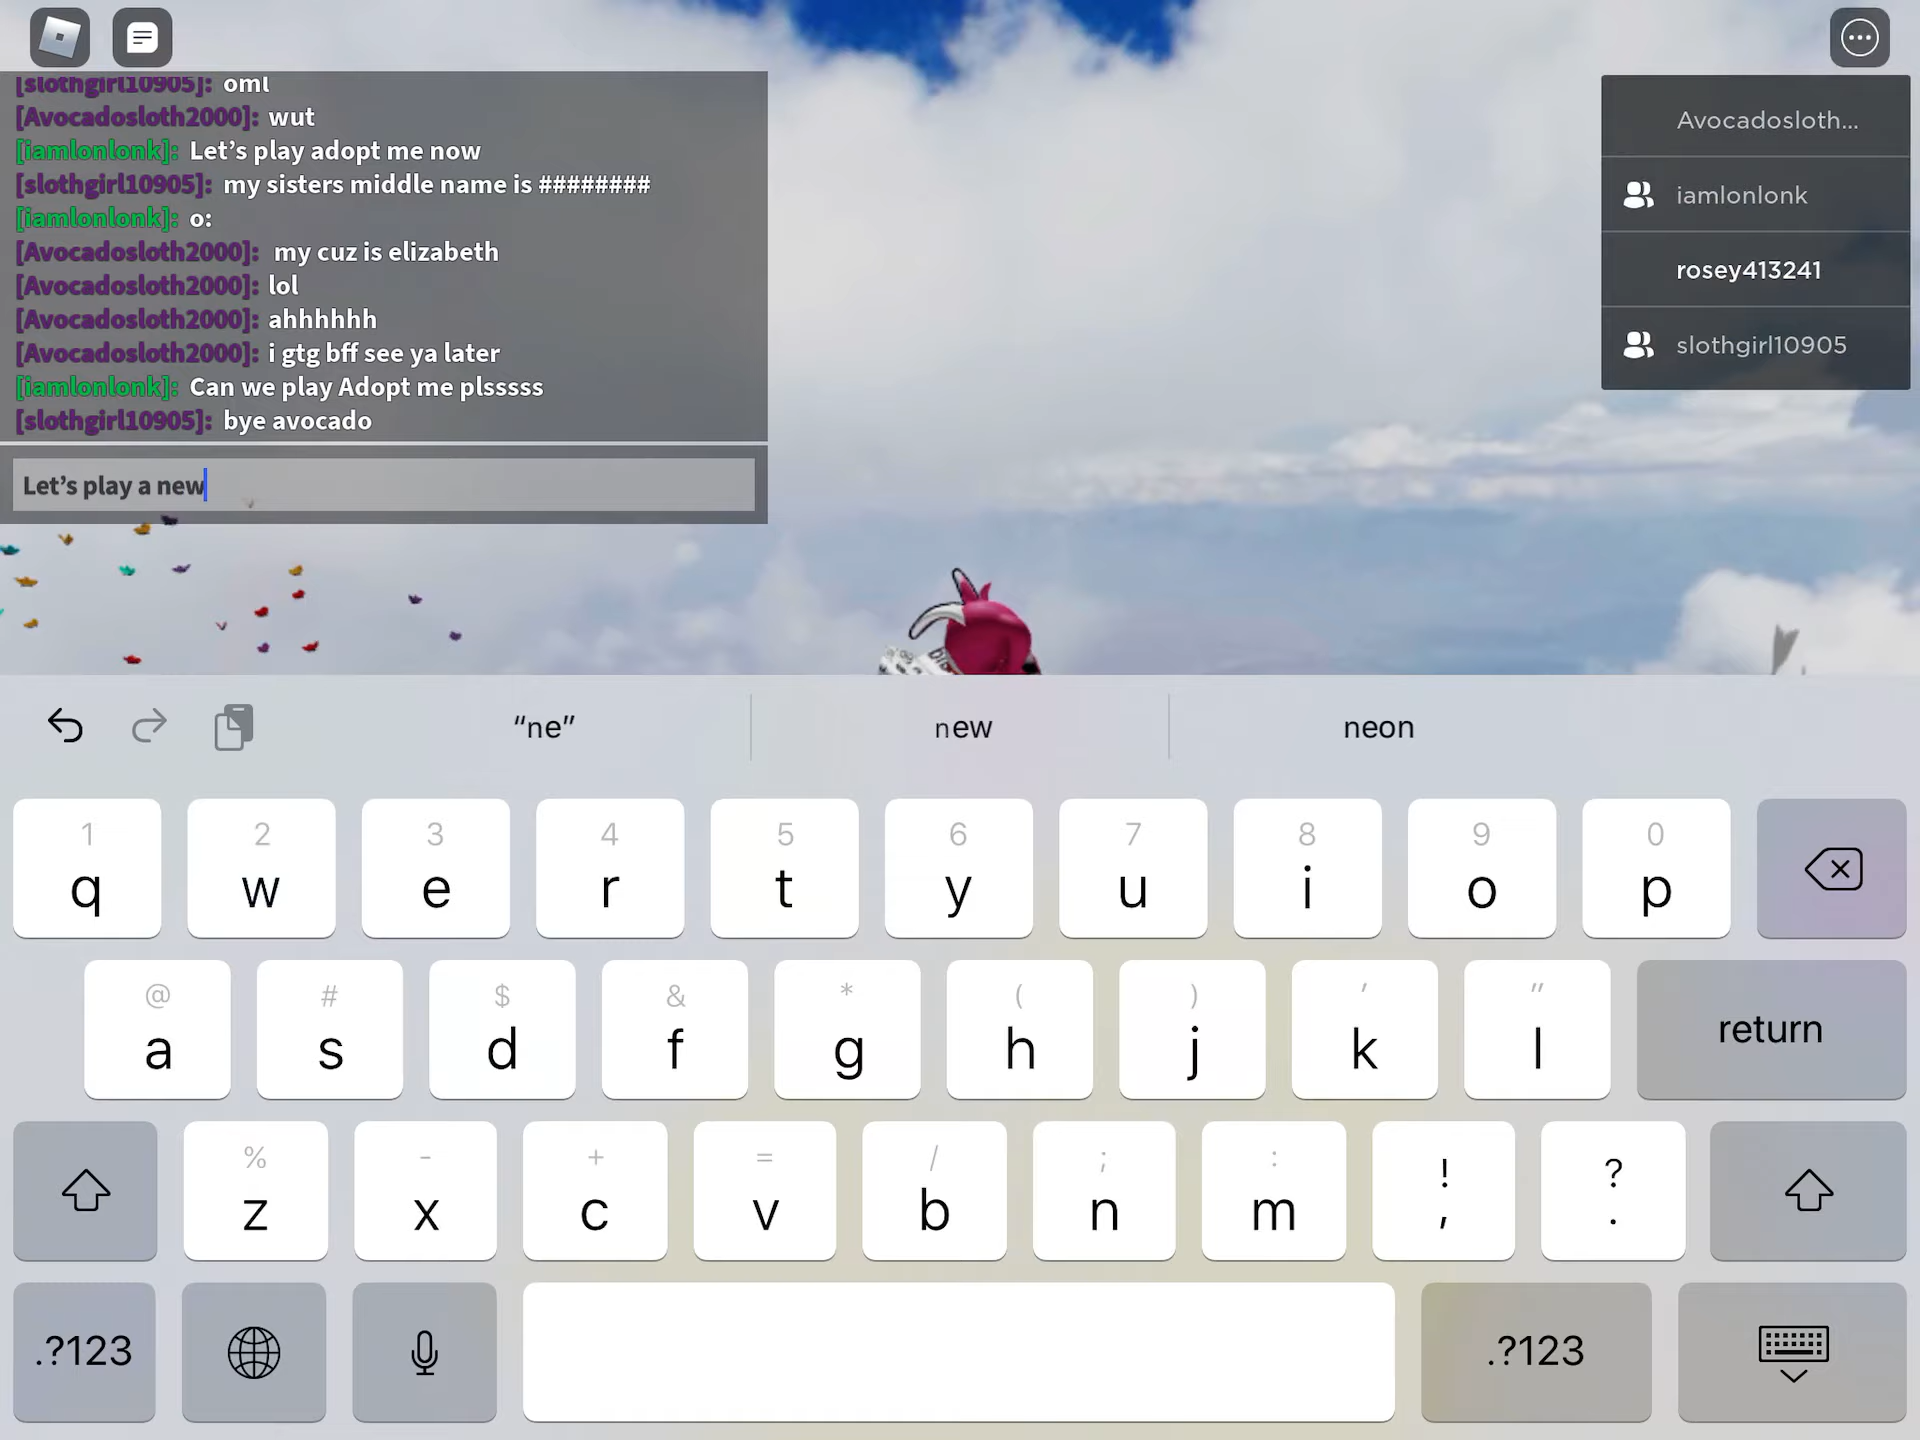 [slothgirl10905]: oml
[Avocadosloth2000]: wut
[iamlonlonk]: Let's play adopt me now
[slothgirl10905]: my sisters middle name is ########
[iamlonlonk]: o:
[Avocadosloth2000]: my cuz is elizabeth
[Avocadosloth2000]: lol
[Avocadosloth2000]: ahhhhhh
[Avocadosloth2000]: i gtg bff see ya later
[iamlonlonk]: Can we play Adopt me plsssss
[slothgirl10905]: bye avocado
Let's play a new
Avocadosloth...
iamlonlonk
rosey413241
slothgirl10905
“ne” new neon
1 2 3 4 5 6 7 8 9 0
q w e r t y u i o p
@ # $ & * ( ) ' "
a s d f g h j k l return
% - + = / ; : ! ?
z x c v b n m , .
.?123 .?123